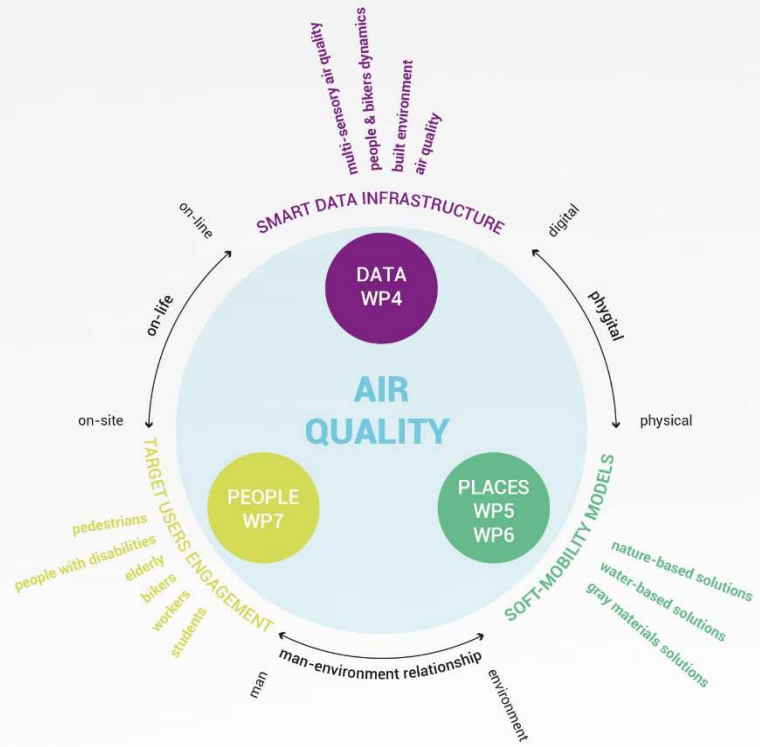 multi-sensory air quality
people & bikers dynamics
built environment
air quality
SMART DATA INFRASTRUCTURE
on-line
on-life
on-site
digital
phygital
physical
DATA
WP4
AIR
QUALITY
PEOPLE
WP7
PLACES
WP5
WP6
TARGET USERS ENGAGEMENT
pedestrians
people with disabilities
elderly
bikers
workers
students
SOFT-MOBILITY MODELS
nature-based solutions
water-based solutions
gray materials solutions
man
man-environment relationship
environment